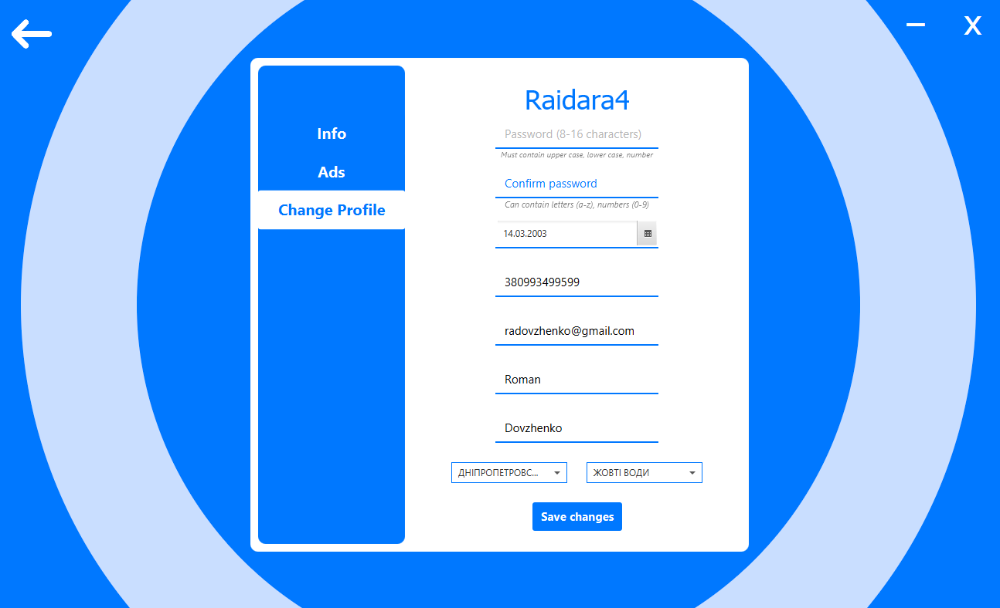 X
Raidara4
Info
Ads
Change Profile
Password (8-16 characters)
Must contain upper case, lower case, number
Confirm password
Can contain letters (a-z), numbers (0-9)
14.03.2003
380993499599
radovzhenko@gmail.com
Roman
Dovzhenko
ДНІПРОПЕТРОВС...
ЖОВТІ ВОДИ
Save changes